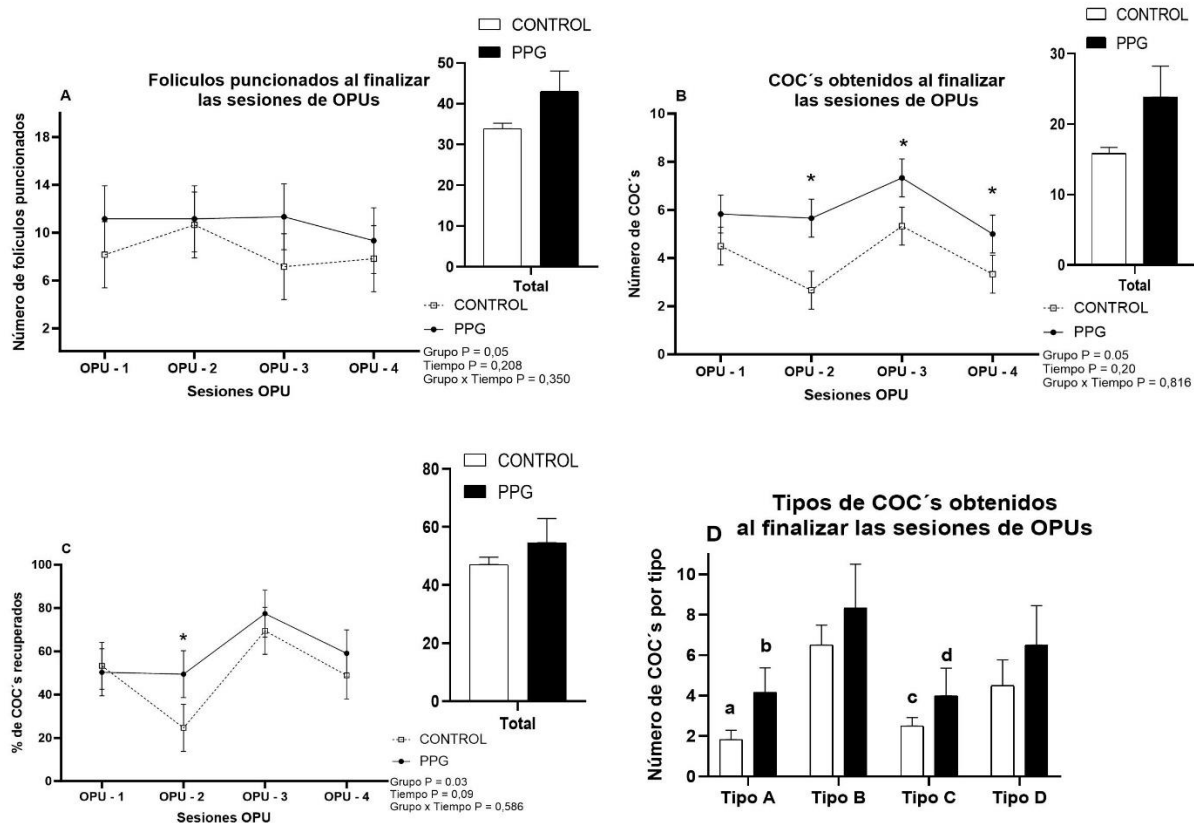 A
Foliculos puncionados al finalizar
las sesiones de OPUs
Número de folículos puncionados
18
14
10
6
2
OPU - 1
OPU - 2
OPU - 3
OPU - 4
Sesiones OPU
CONTROL
PPG
50
40
30
20
10
0
Total
CONTROL
PPG
Grupo P = 0,05
Tiempo P = 0,208
Grupo x Tiempo P = 0,350
B
COC´s obtenidos al finalizar
las sesiones de OPUs
Número de COC´s
10
8
6
4
2
0
*
*
*
OPU - 1
OPU - 2
OPU - 3
OPU - 4
Sesiones OPU
CONTROL
PPG
30
20
10
0
Total
CONTROL
PPG
Grupo P = 0.05
Tiempo P = 0,20
Grupo x Tiempo P = 0,816
C
% de COC´s recuperados
100
80
60
40
20
0
*
OPU - 1
OPU - 2
OPU - 3
OPU - 4
Sesiones OPU
CONTROL
PPG
80
60
40
20
0
Total
CONTROL
PPG
Grupo P = 0.03
Tiempo P = 0,09
Grupo x Tiempo P = 0,586
D
Tipos de COC´s obtenidos
al finalizar las sesiones de OPUs
Número de COC´s por tipo
10
8
6
4
2
0
a
b
c
d
Tipo A
Tipo B
Tipo C
Tipo D